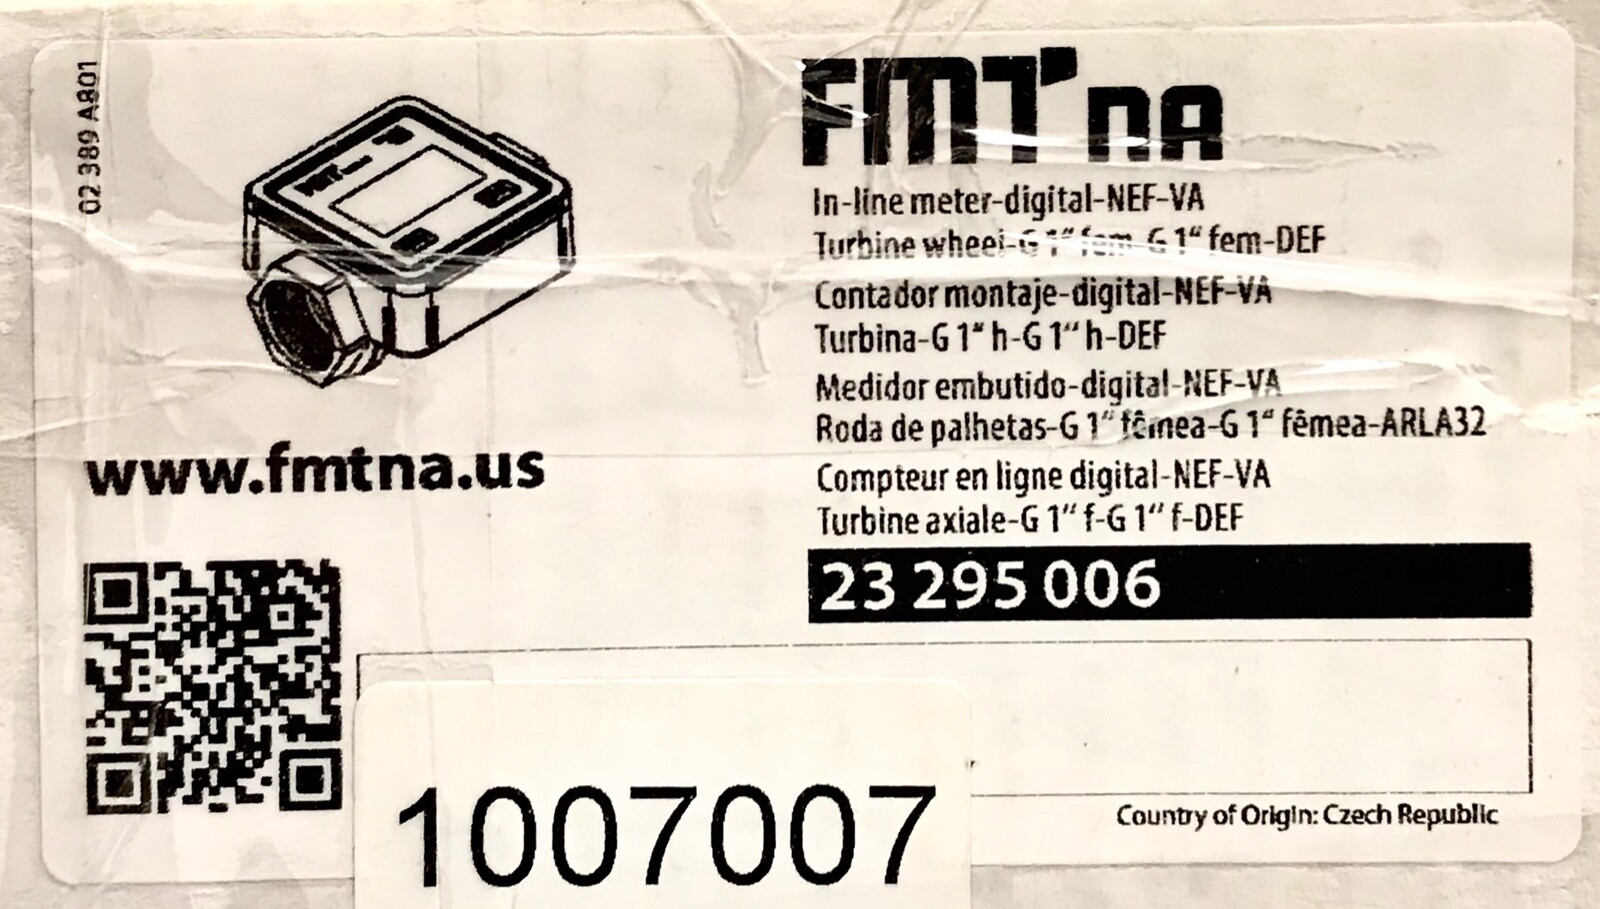 02 389 A801
FMT na
In-line meter-digital-NEF-VA
Turbine wheel-G 1“ fem-G 1“ fem-DEF
Contador montaje-digital-NEF-VA
Turbina-G 1“ h-G 1“ h-DEF
Medidor embutido-digital-NEF-VA
Roda de palhetas-G 1“ fêmea-G 1“ fêmea-ARLA32
Compteur en ligne digital-NEF-VA
Turbine axiale-G 1“ f-G 1“ f-DEF
www.fmtna.us
23 295 006
1007007
Country of Origin: Czech Republic